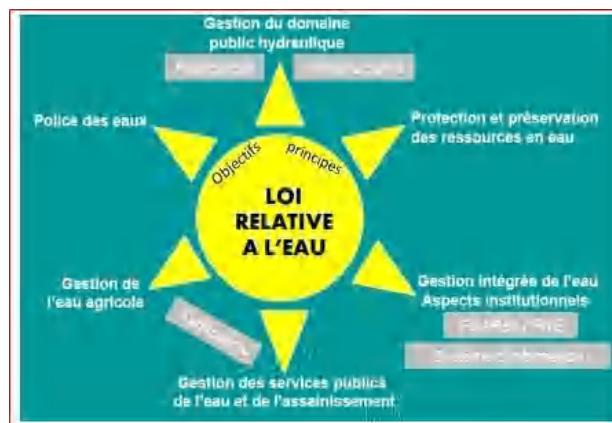 Gestion du domaine
public hydraulique
Police des eaux
Protection et préservation
des ressources en eau
Objectifs principes
LOI
RELATIVE
A L'EAU
Gestion de
l'eau agricole
Gestion intégrée de l'eau
Aspects institutionnels
Gestion des services publics
de l'eau et de l'assainissement